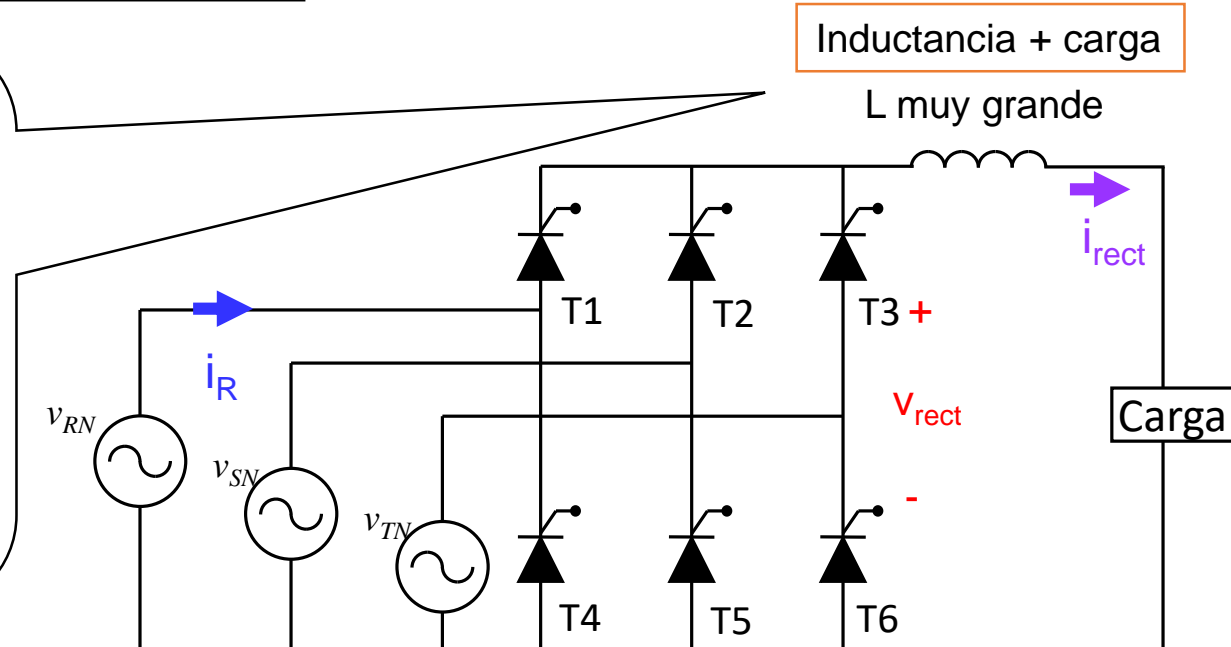 Inductancia + carga
L muy grande
i_rect
T1
T2
T3
+
i_R
v_rect
v_RN
Carga
v_SN
-
v_TN
T4
T5
T6